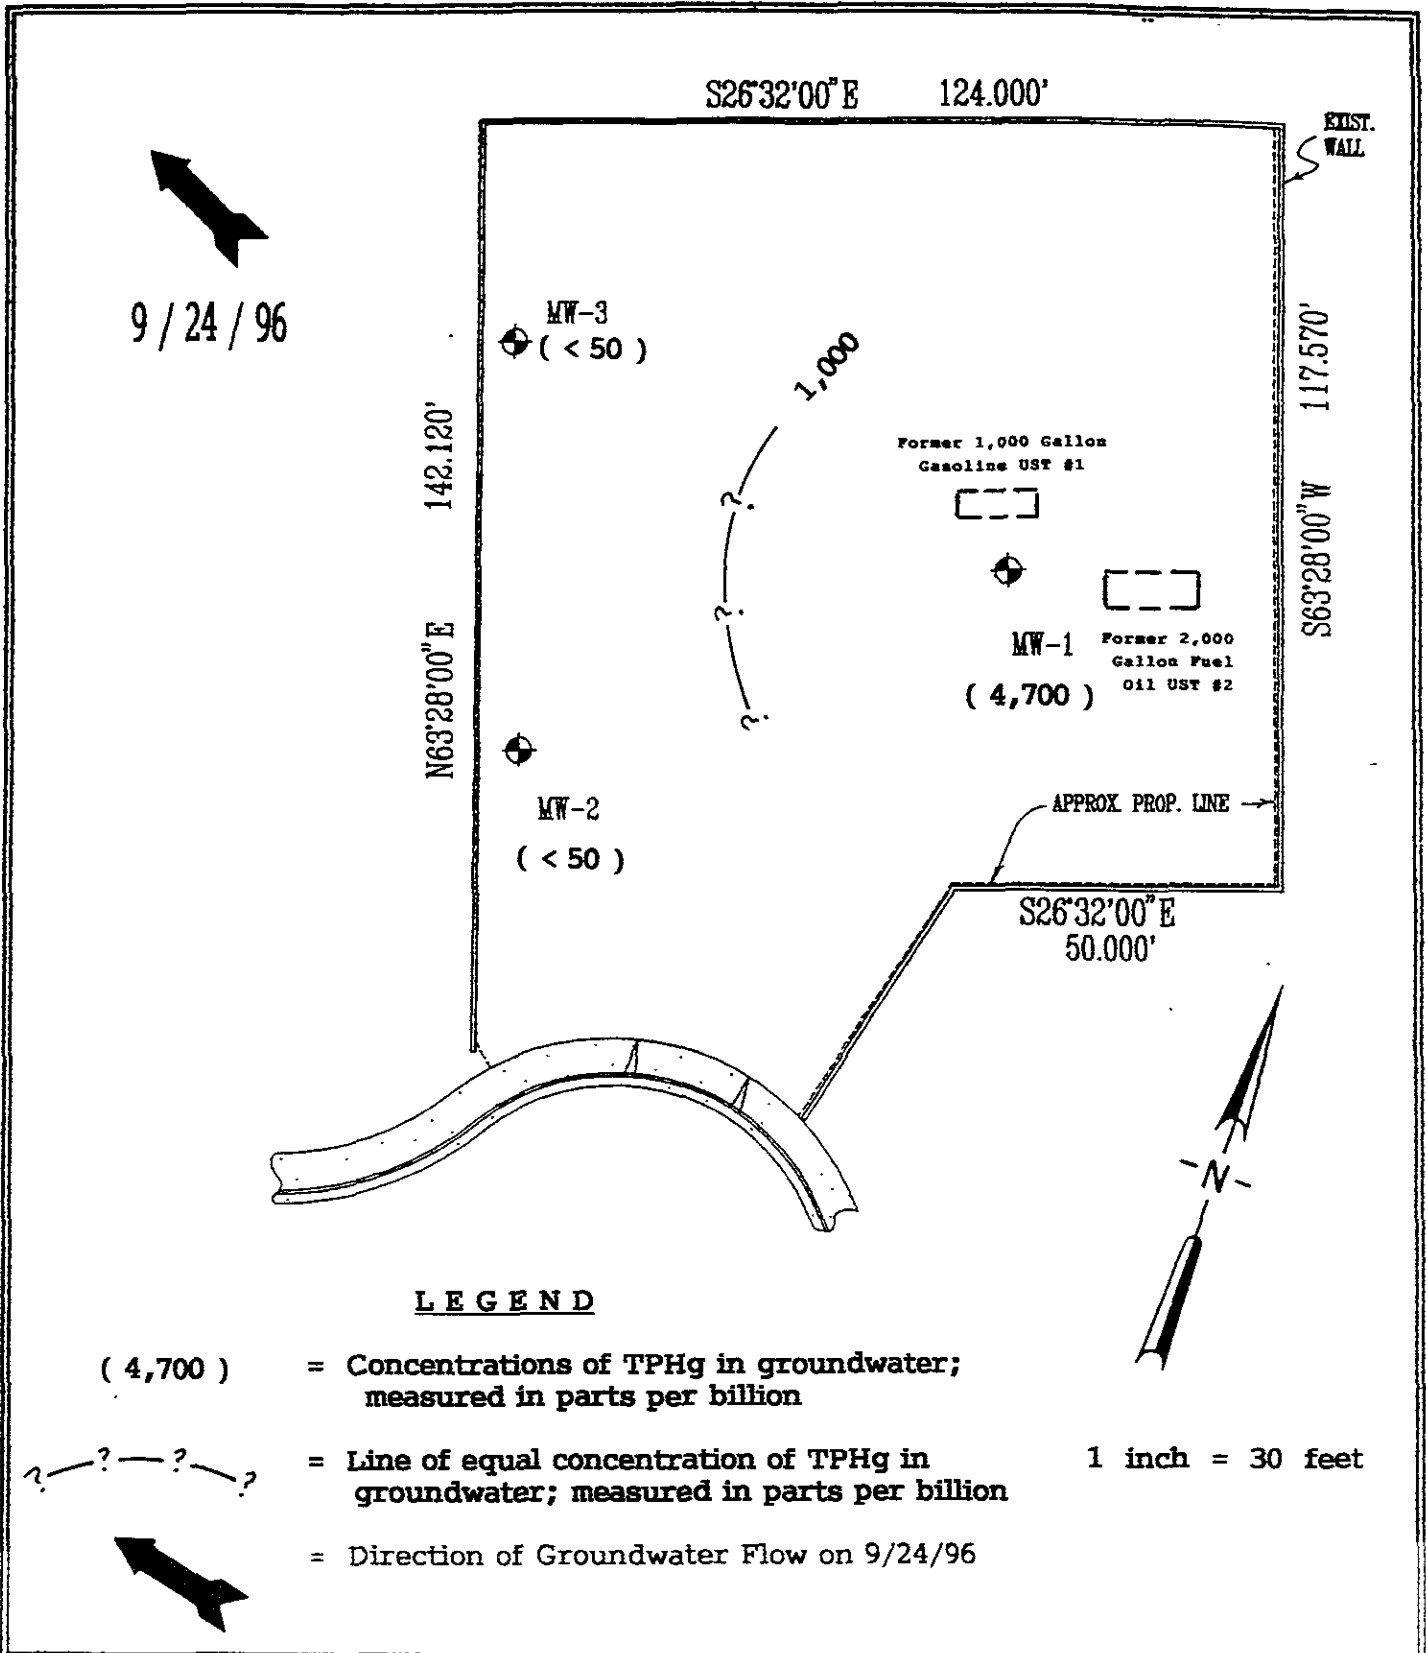 S26°32'00"E 124.000'
EXIST.
WALL
9 / 24 / 96
MW-3
( < 50 )
1,000
142.120'
N63°28'00"E
117.570'
S63°28'00"W
Former 1,000 Gallon
Gasoline UST #1
MW-1
( 4,700 )
Former 2,000
Gallon Fuel
Oil UST #2
?
?
?
MW-2
( < 50 )
APPROX. PROP. LINE
S26°32'00"E
50.000'
-N-
L E G E N D
( 4,700 ) = Concentrations of TPHg in groundwater;
measured in parts per billion
? ? ? ? = Line of equal concentration of TPHg in
groundwater; measured in parts per billion
1 inch = 30 feet
= Direction of Groundwater Flow on 9/24/96